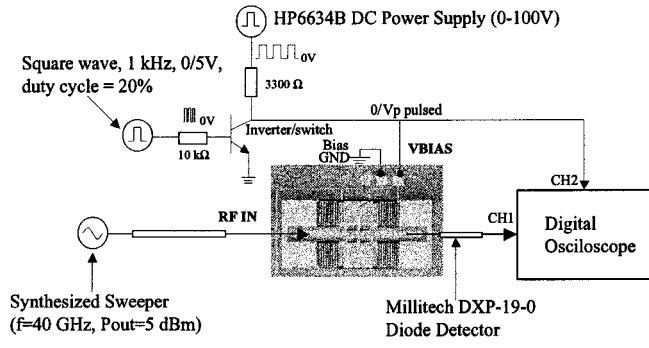 HP6634B DC Power Supply (0-100V)
Square wave, 1 kHz, 0/5V,
duty cycle = 20%
0V
3300 Ω
0V
Inverter/switch
10 kΩ
0/Vp pulsed
Bias
GND
VBIAS
CH2
RF IN
CH1
Digital
Osciloscope
Synthesized Sweeper
(f=40 GHz, Pout=5 dBm)
Millitech DXP-19-0
Diode Detector